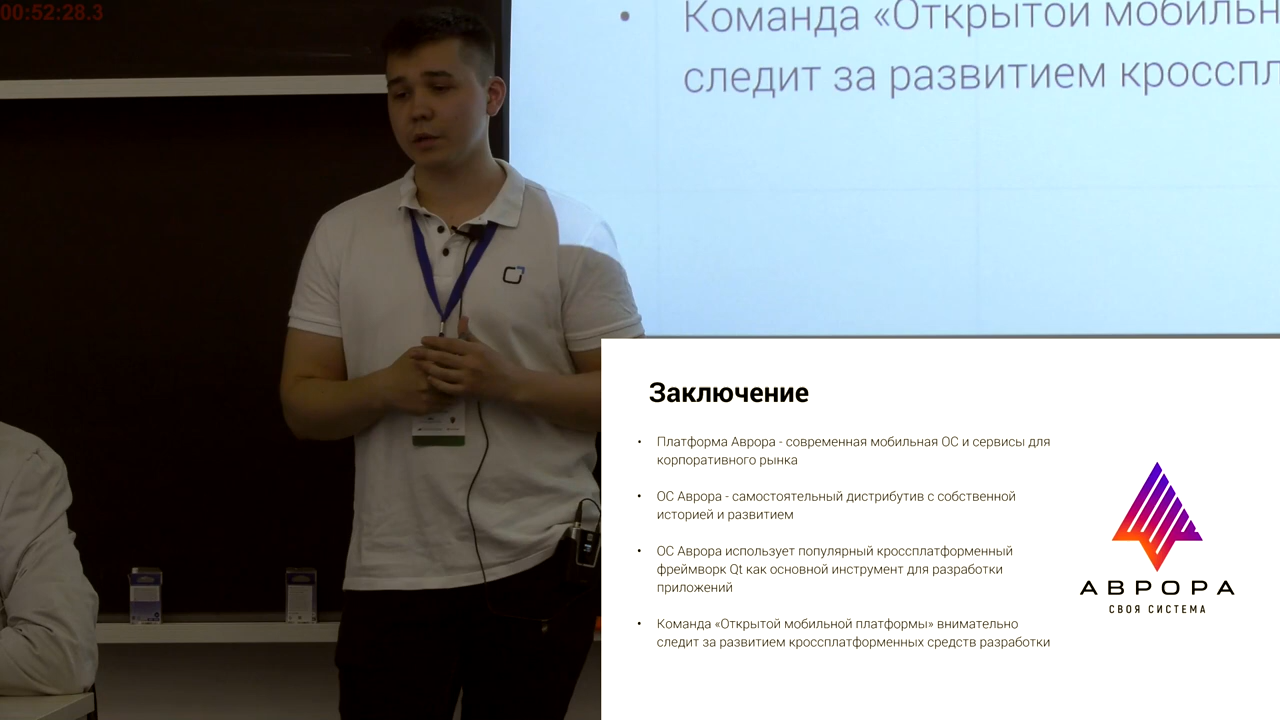 00:52:28.3
Команда «Открытой мобильн
следит за развитием кросспл
Заключение
• Платформа Аврора - современная мобильная ОС и сервисы для
корпоративного рынка
• ОС Аврора - самостоятельный дистрибутив с собственной
историей и развитием
• ОС Аврора использует популярный кроссплатформенный
фреймворк Qt как основной инструмент для разработки
приложений
• Команда «Открытой мобильной платформы» внимательно
следит за развитием кроссплатформенных средств разработки
АВРОРА
СВОЯ СИСТЕМА